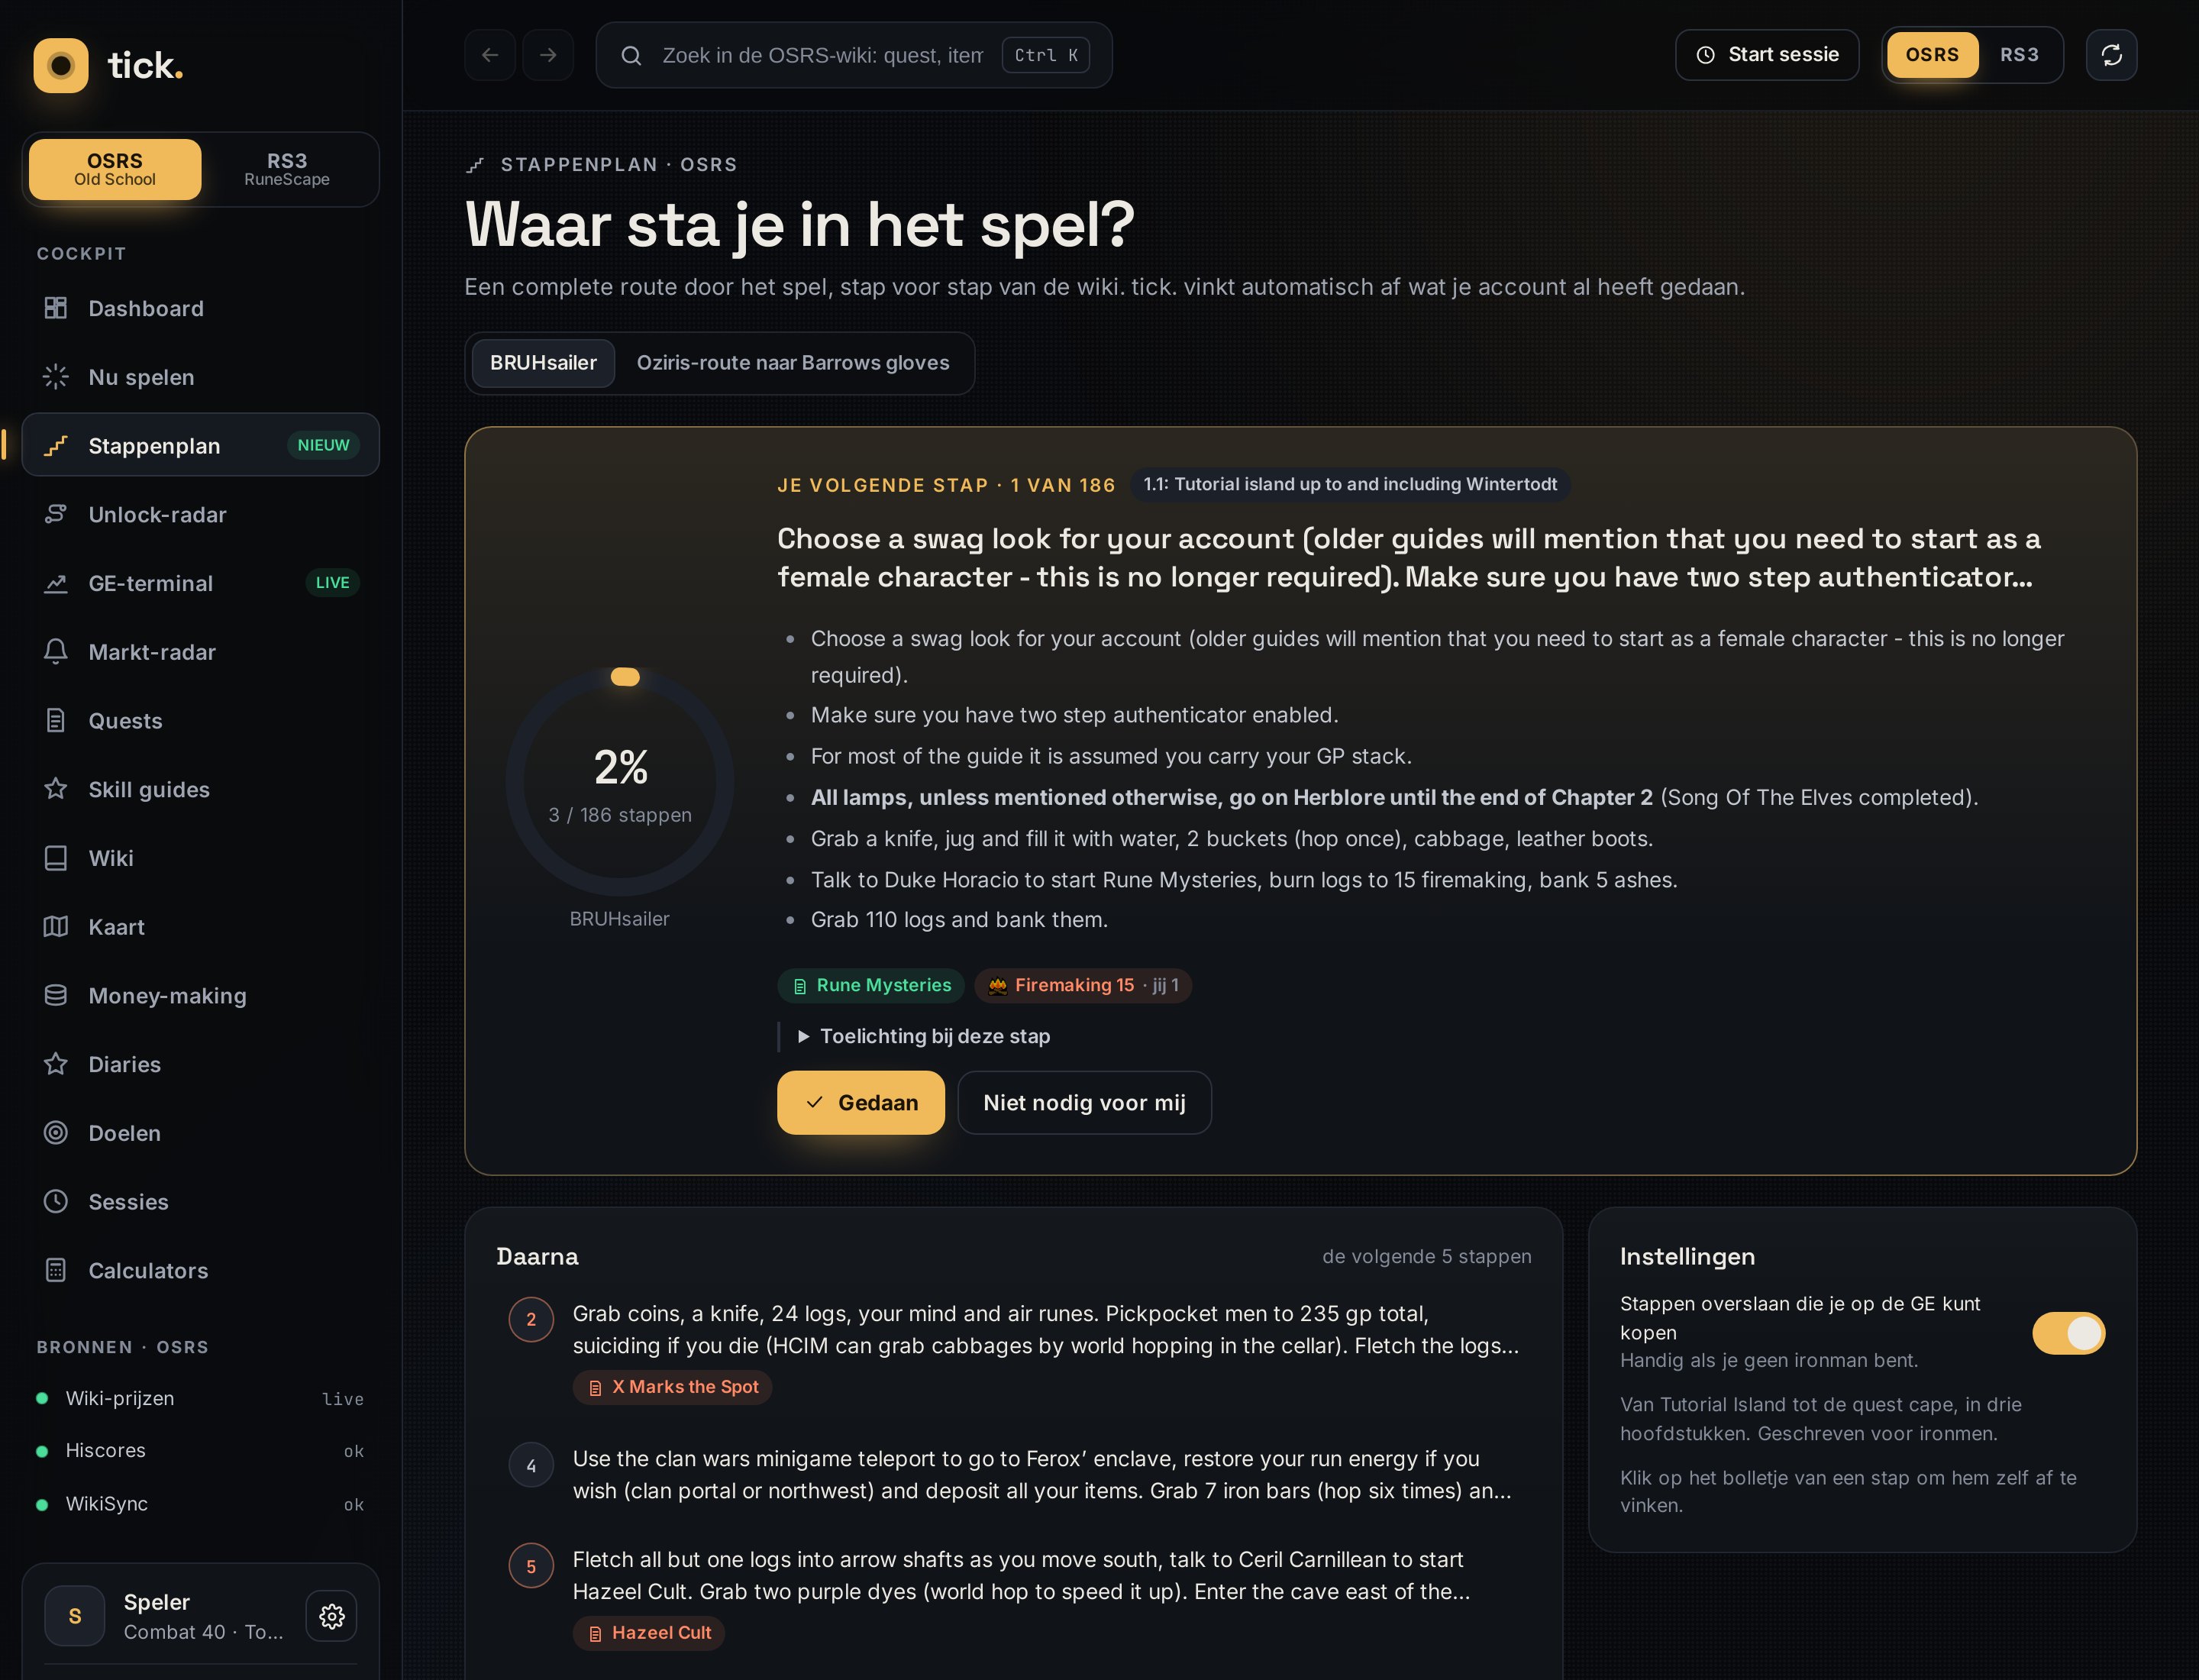 tick.
OSRS
Old School
RS3
RuneScape
COCKPIT
Dashboard
Nu spelen
Stappenplan
NIEUW
Unlock-radar
GE-terminal
LIVE
Markt-radar
Quests
Skill guides
Wiki
Kaart
Money-making
Diaries
Doelen
Sessies
Calculators
BRONNEN · OSRS
Wiki-prijzen
live
Hiscores
ok
WikiSync
ok
S
Speler
Combat 40 · To...
Zoek in de OSRS-wiki: quest, item
Ctrl K
Start sessie
OSRS
RS3
STAPPENPLAN · OSRS
Waar sta je in het spel?
Een complete route door het spel, stap voor stap van de wiki. tick. vinkt automatisch af wat je account al heeft gedaan.
BRUHsailer
Oziris-route naar Barrows gloves
2%
3 / 186 stappen
BRUHsailer
JE VOLGENDE STAP · 1 VAN 186
1.1: Tutorial island up to and including Wintertodt
Choose a swag look for your account (older guides will mention that you need to start as a
female character - this is no longer required). Make sure you have two step authenticator...
Choose a swag look for your account (older guides will mention that you need to start as a female character - this is no longer
required).
Make sure you have two step authenticator enabled.
For most of the guide it is assumed you carry your GP stack.
All lamps, unless mentioned otherwise, go on Herblore until the end of Chapter 2 (Song Of The Elves completed).
Grab a knife, jug and fill it with water, 2 buckets (hop once), cabbage, leather boots.
Talk to Duke Horacio to start Rune Mysteries, burn logs to 15 firemaking, bank 5 ashes.
Grab 110 logs and bank them.
Rune Mysteries
Firemaking 15 · jij 1
Toelichting bij deze stap
Gedaan
Niet nodig voor mij
Daarna
de volgende 5 stappen
2
Grab coins, a knife, 24 logs, your mind and air runes. Pickpocket men to 235 gp total,
suiciding if you die (HCIM can grab cabbages by world hopping in the cellar). Fletch the logs...
X Marks the Spot
4
Use the clan wars minigame teleport to go to Ferox’ enclave, restore your run energy if you
wish (clan portal or northwest) and deposit all your items. Grab 7 iron bars (hop six times) an...
5
Fletch all but one logs into arrow shafts as you move south, talk to Ceril Carnillean to start
Hazeel Cult. Grab two purple dyes (world hop to speed it up). Enter the cave east of the...
Hazeel Cult
Instellingen
Stappen overslaan die je op de GE kunt
kopen
Handig als je geen ironman bent.
Van Tutorial Island tot de quest cape, in drie
hoofdstukken. Geschreven voor ironmen.
Klik op het bolletje van een stap om hem zelf af te
vinken.